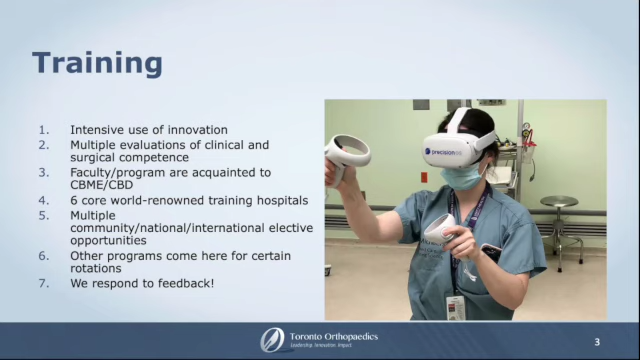 Training
1. Intensive use of innovation
2. Multiple evaluations of clinical and
surgical competence
3. Faculty/program are acquainted to
CBME/CBD
4. 6 core world-renowned training hospitals
5. Multiple
community/national/international elective
opportunities
6. Other programs come here for certain
rotations
7. We respond to feedback!
precisionOS
Toronto Orthopaedics
Leadership Innovation Impact
3